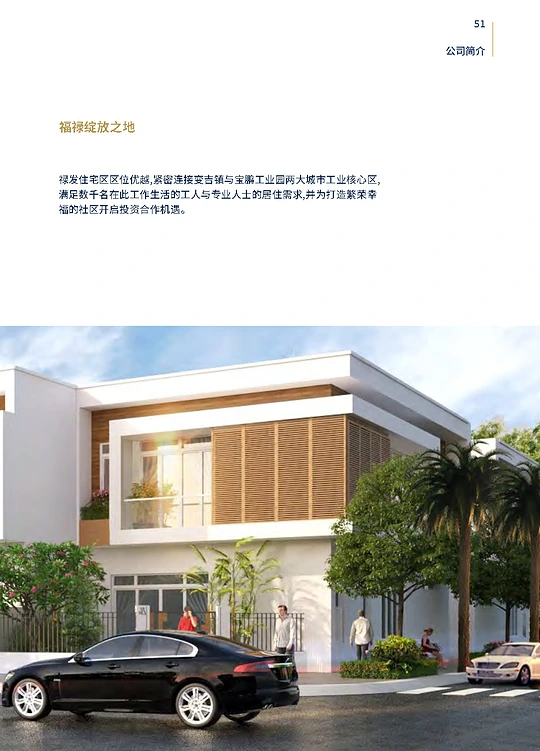 51
公司简介
福禄绽放之地
禄发住宅区区位优越,紧密连接变吉镇与宝鹏工业园两大城市工业核心区,
满足数千名在此工作生活的工人与专业人士的居住需求,并为打造繁荣幸
福的社区开启投资合作机遇。